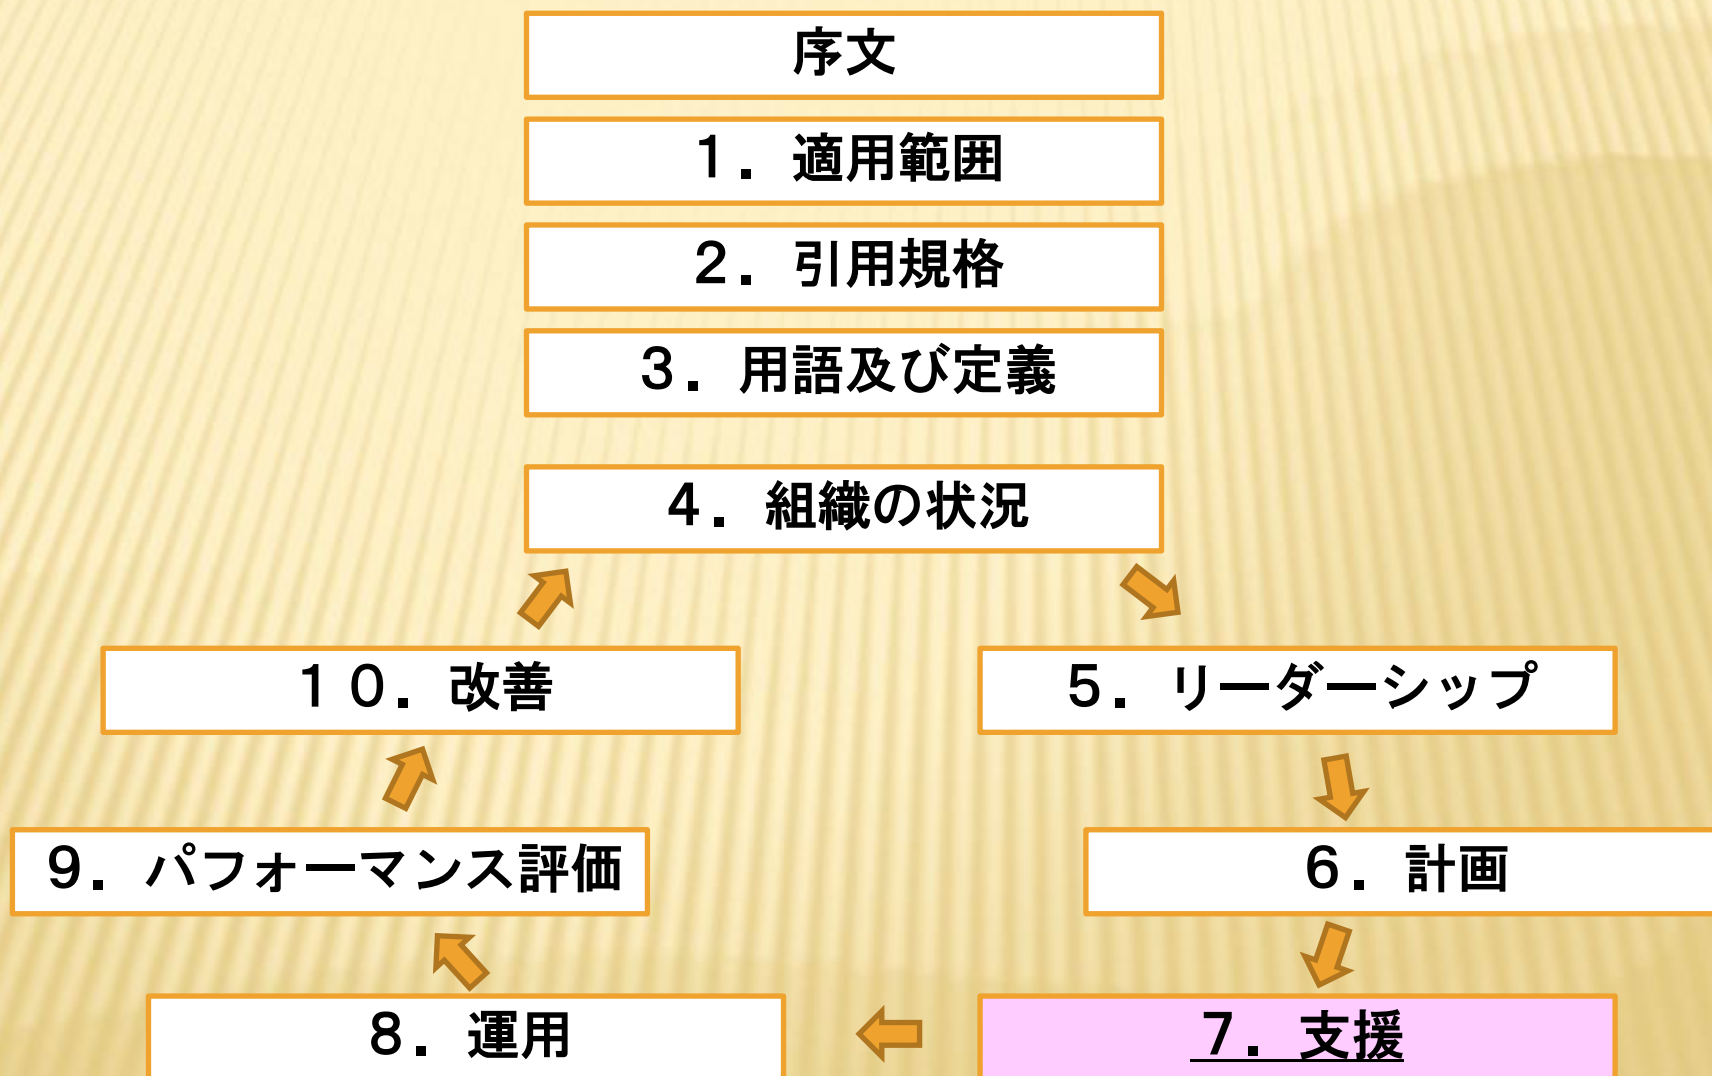 序文
１．適用範囲
２．引用規格
３．用語及び定義
４．組織の状況
１０．改善
５．リーダーシップ
９．パフォーマンス評価
６．計画
８．運用
７．支援